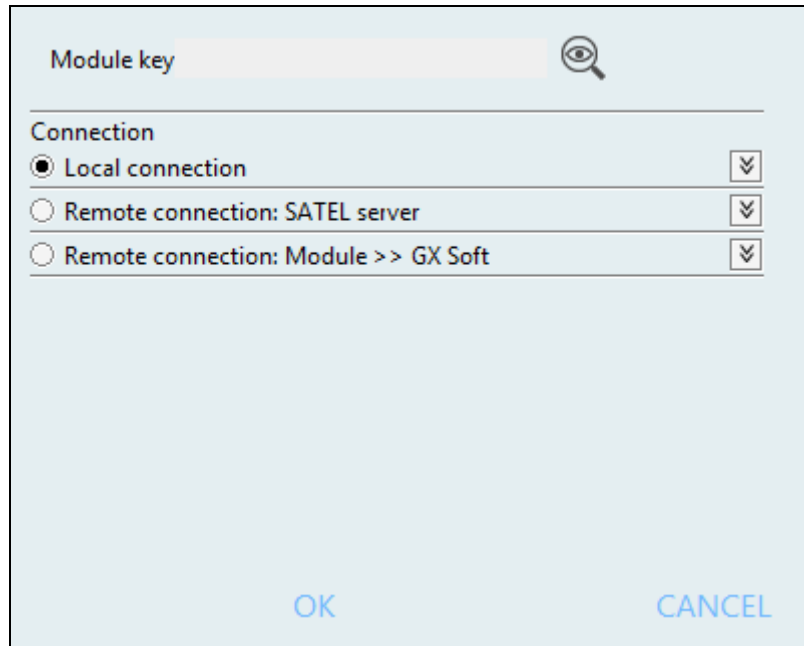 Module key
Connection
Local connection
Remote connection: SATEL server
Remote connection: Module >> GX Soft
OK CANCEL